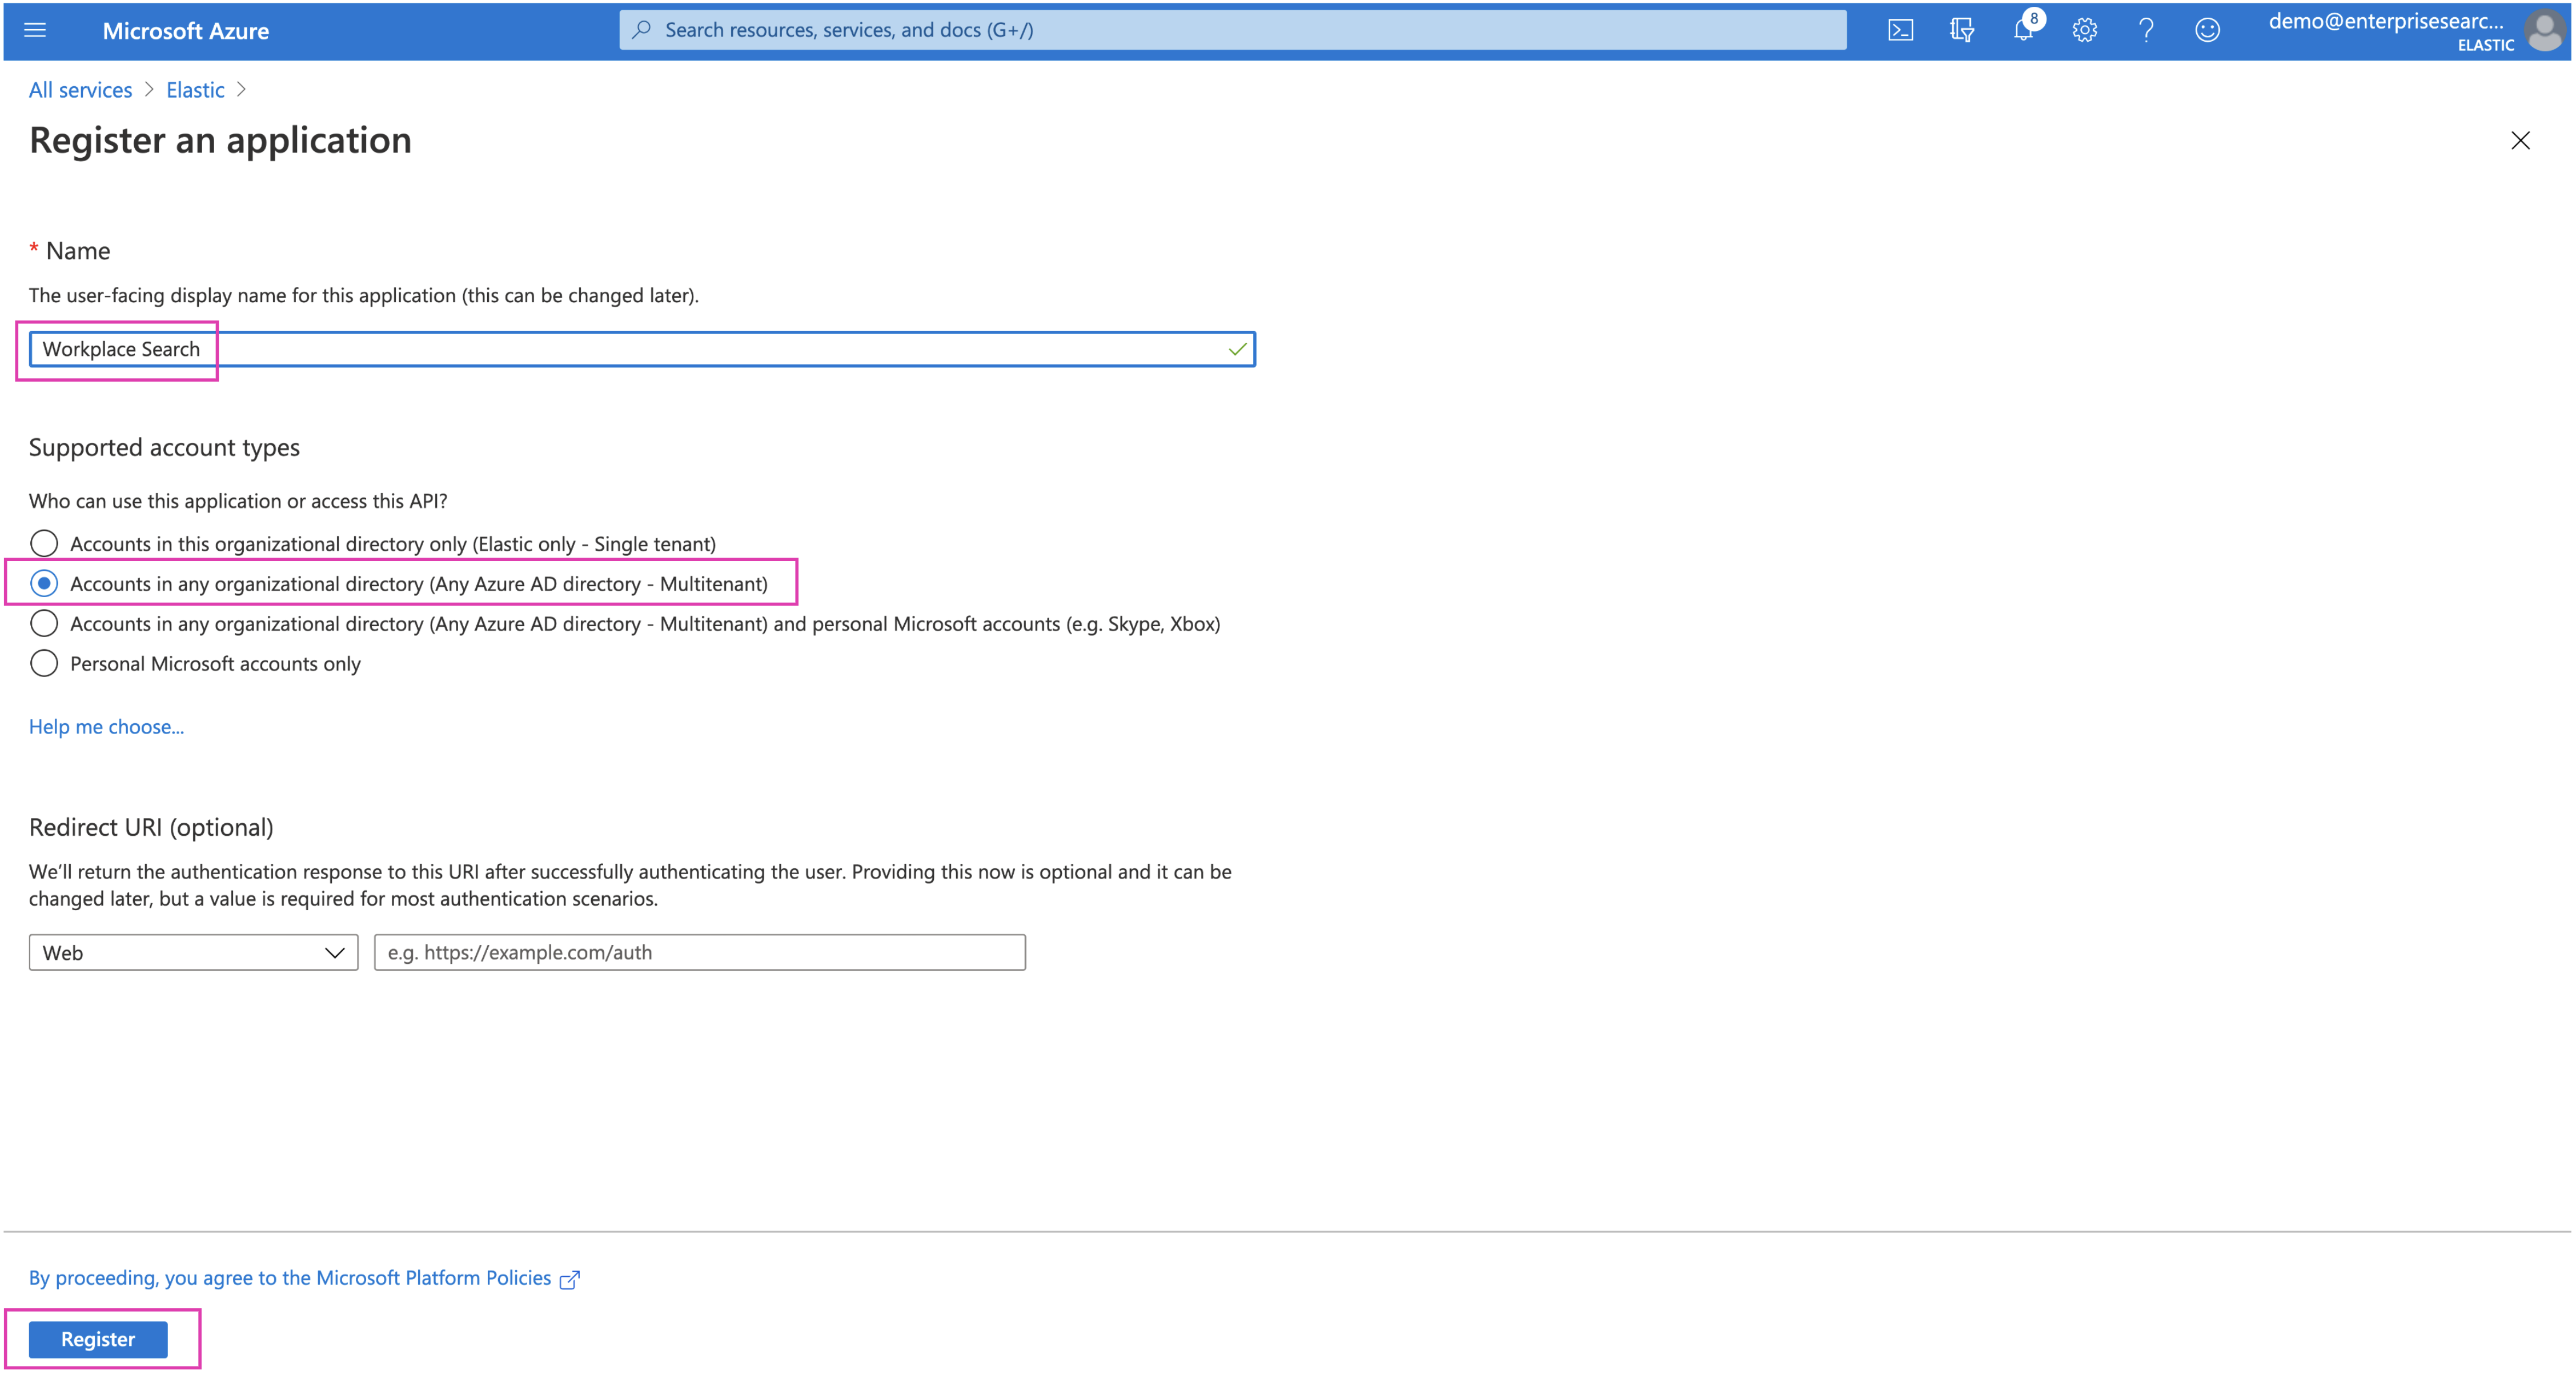 Microsoft Azure
Search resources, services, and docs (G+/)
8
demo@enterprisesearc...
ELASTIC
All services > Elastic >
Register an application
* Name
The user-facing display name for this application (this can be changed later).
Workplace Search
Supported account types
Who can use this application or access this API?
Accounts in this organizational directory only (Elastic only - Single tenant)
Accounts in any organizational directory (Any Azure AD directory - Multitenant)
Accounts in any organizational directory (Any Azure AD directory - Multitenant) and personal Microsoft accounts (e.g. Skype, Xbox)
Personal Microsoft accounts only
Help me choose...
Redirect URI (optional)
We’ll return the authentication response to this URI after successfully authenticating the user. Providing this now is optional and it can be
changed later, but a value is required for most authentication scenarios.
Web
e.g. https://example.com/auth
By proceeding, you agree to the Microsoft Platform Policies
Register